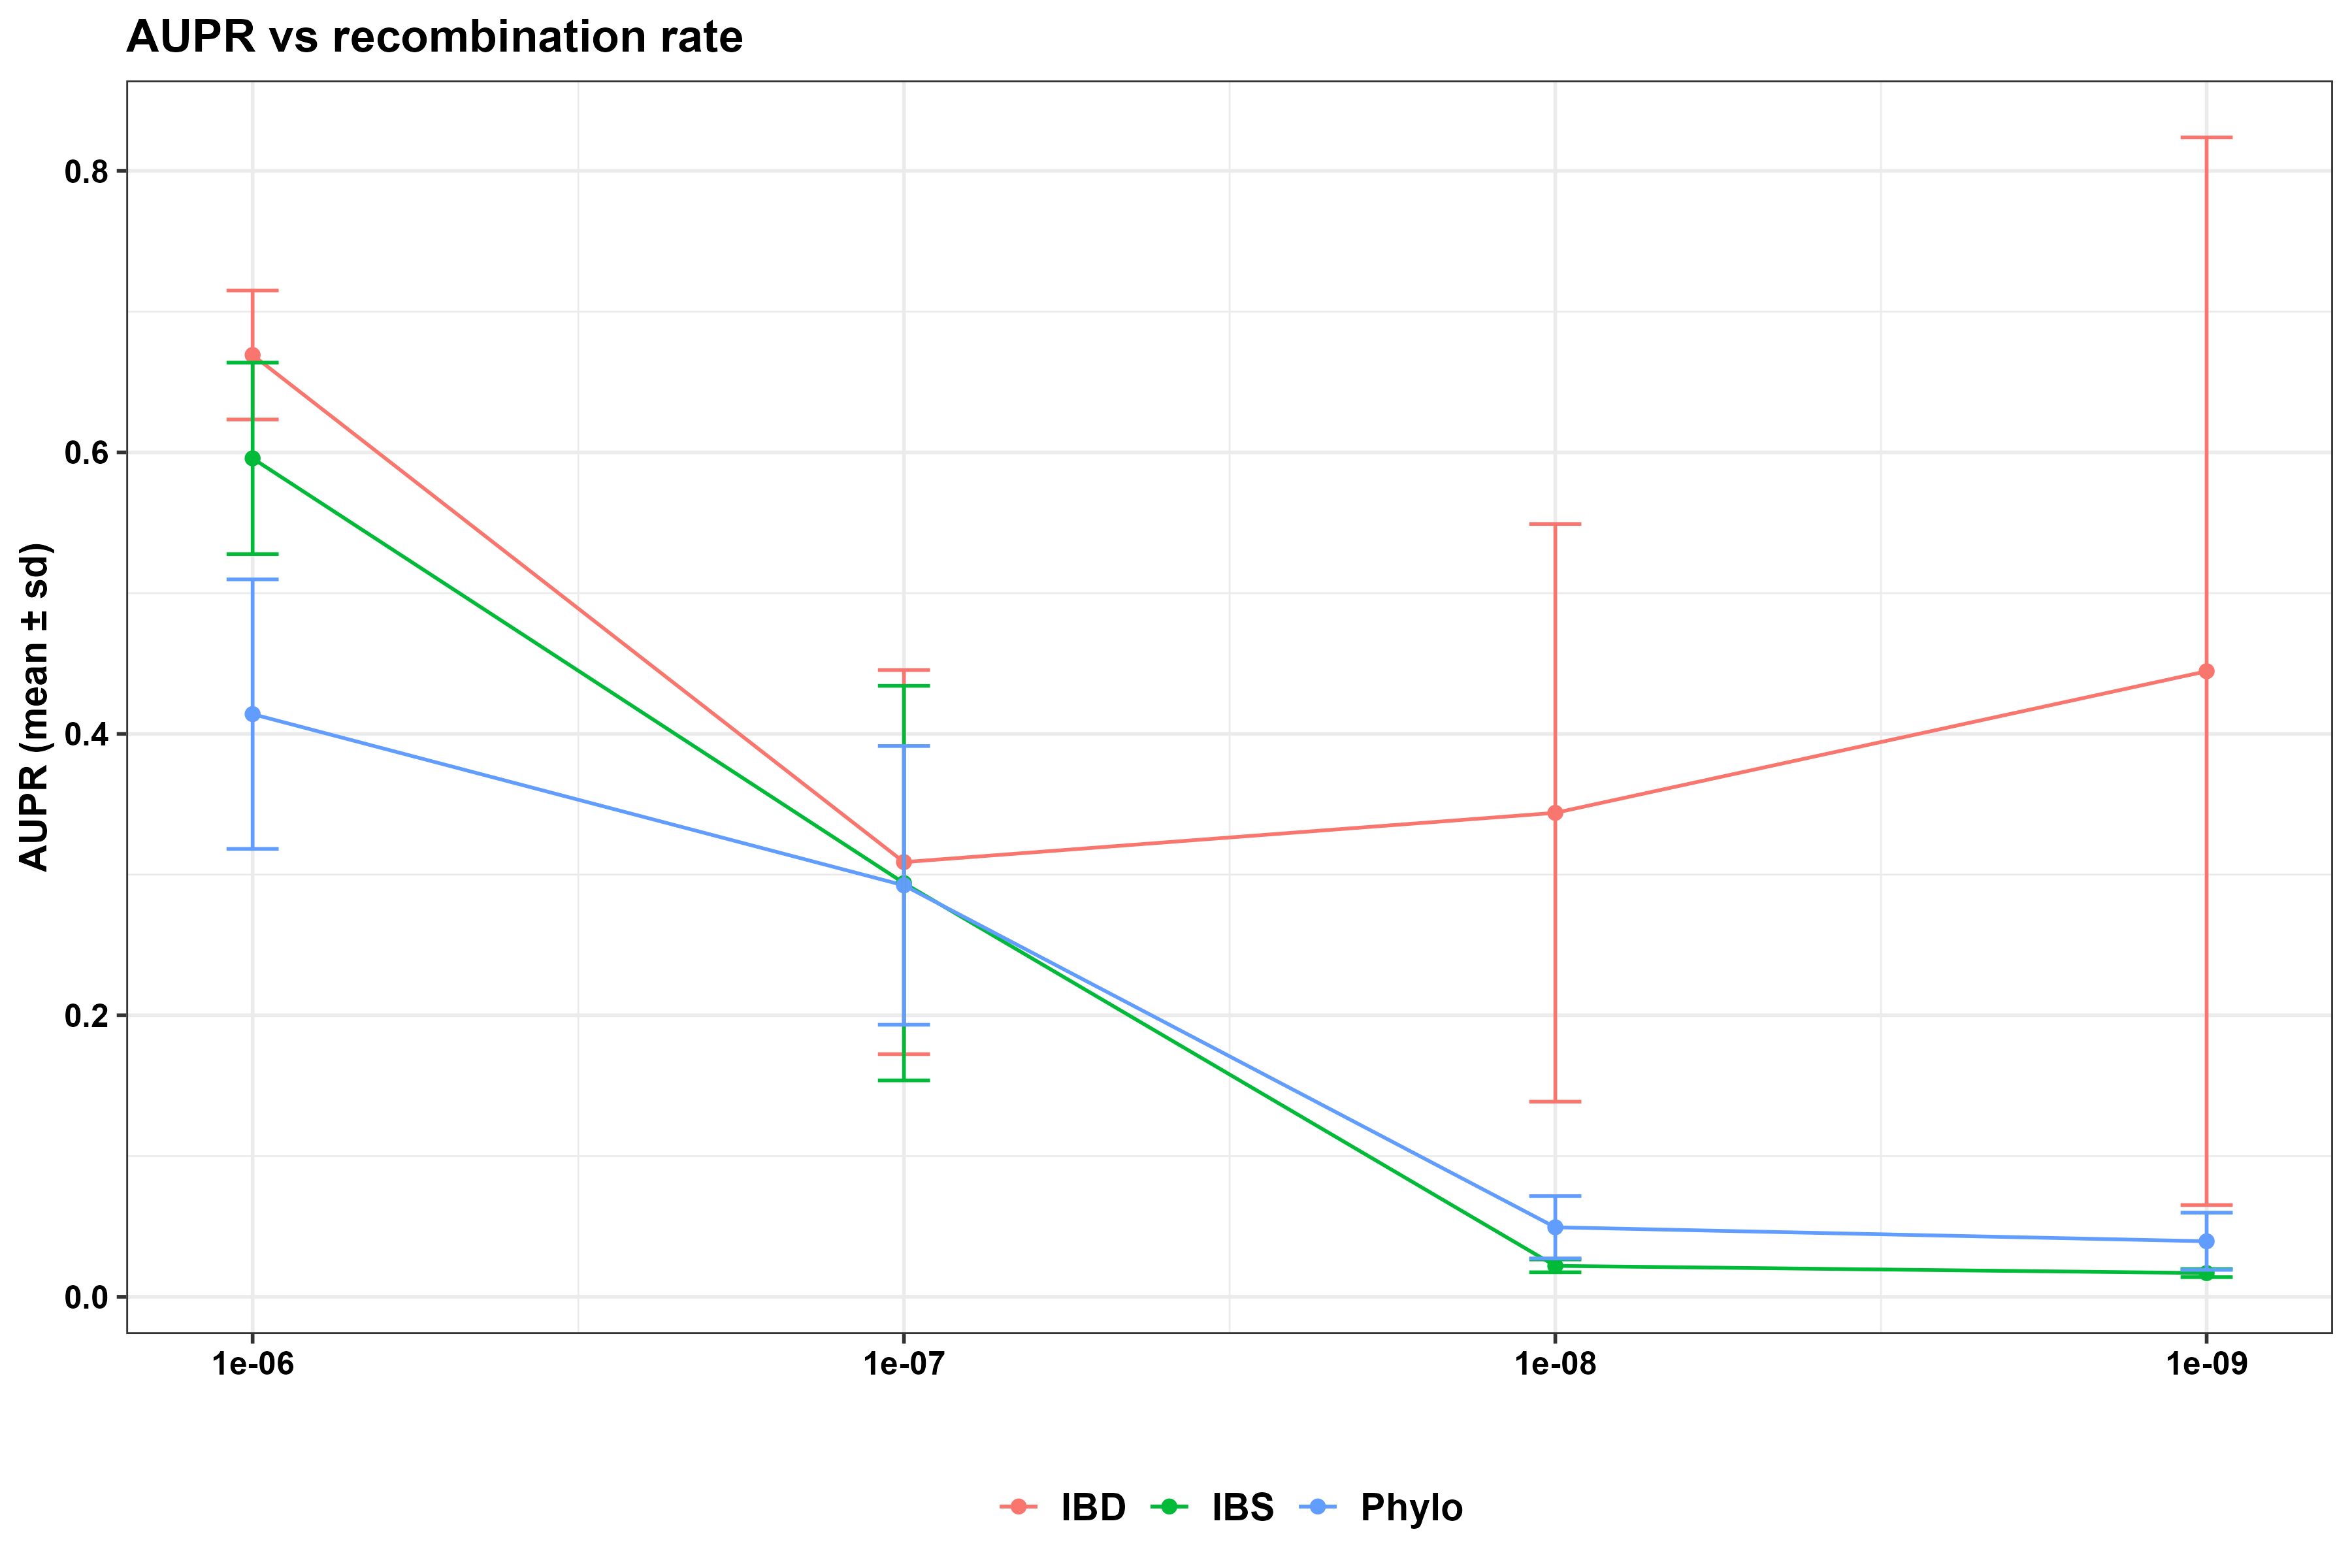 AUPR vs recombination rate
AUPR (mean ± sd)
0.8
0.6
0.4
0.2
0.0
1e-06 1e-07 1e-08 1e-09
IBD IBS Phylo